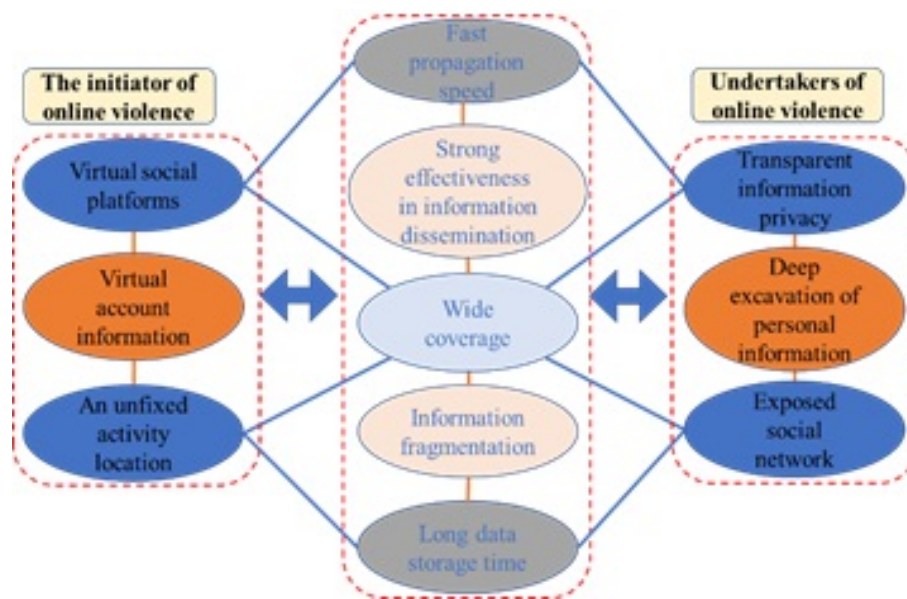 The initiator of
online violence
Virtual social
platforms
Virtual
account
information
An unfixed
activity
location
Fast
propagation
speed
Strong
effectiveness
in information
dissemination
Wide
coverage
Information
fragmentation
Long data
storage time
Undertakers of
online violence
Transparent
information
privacy
Deep
excavation of
personal
information
Exposed
social
network